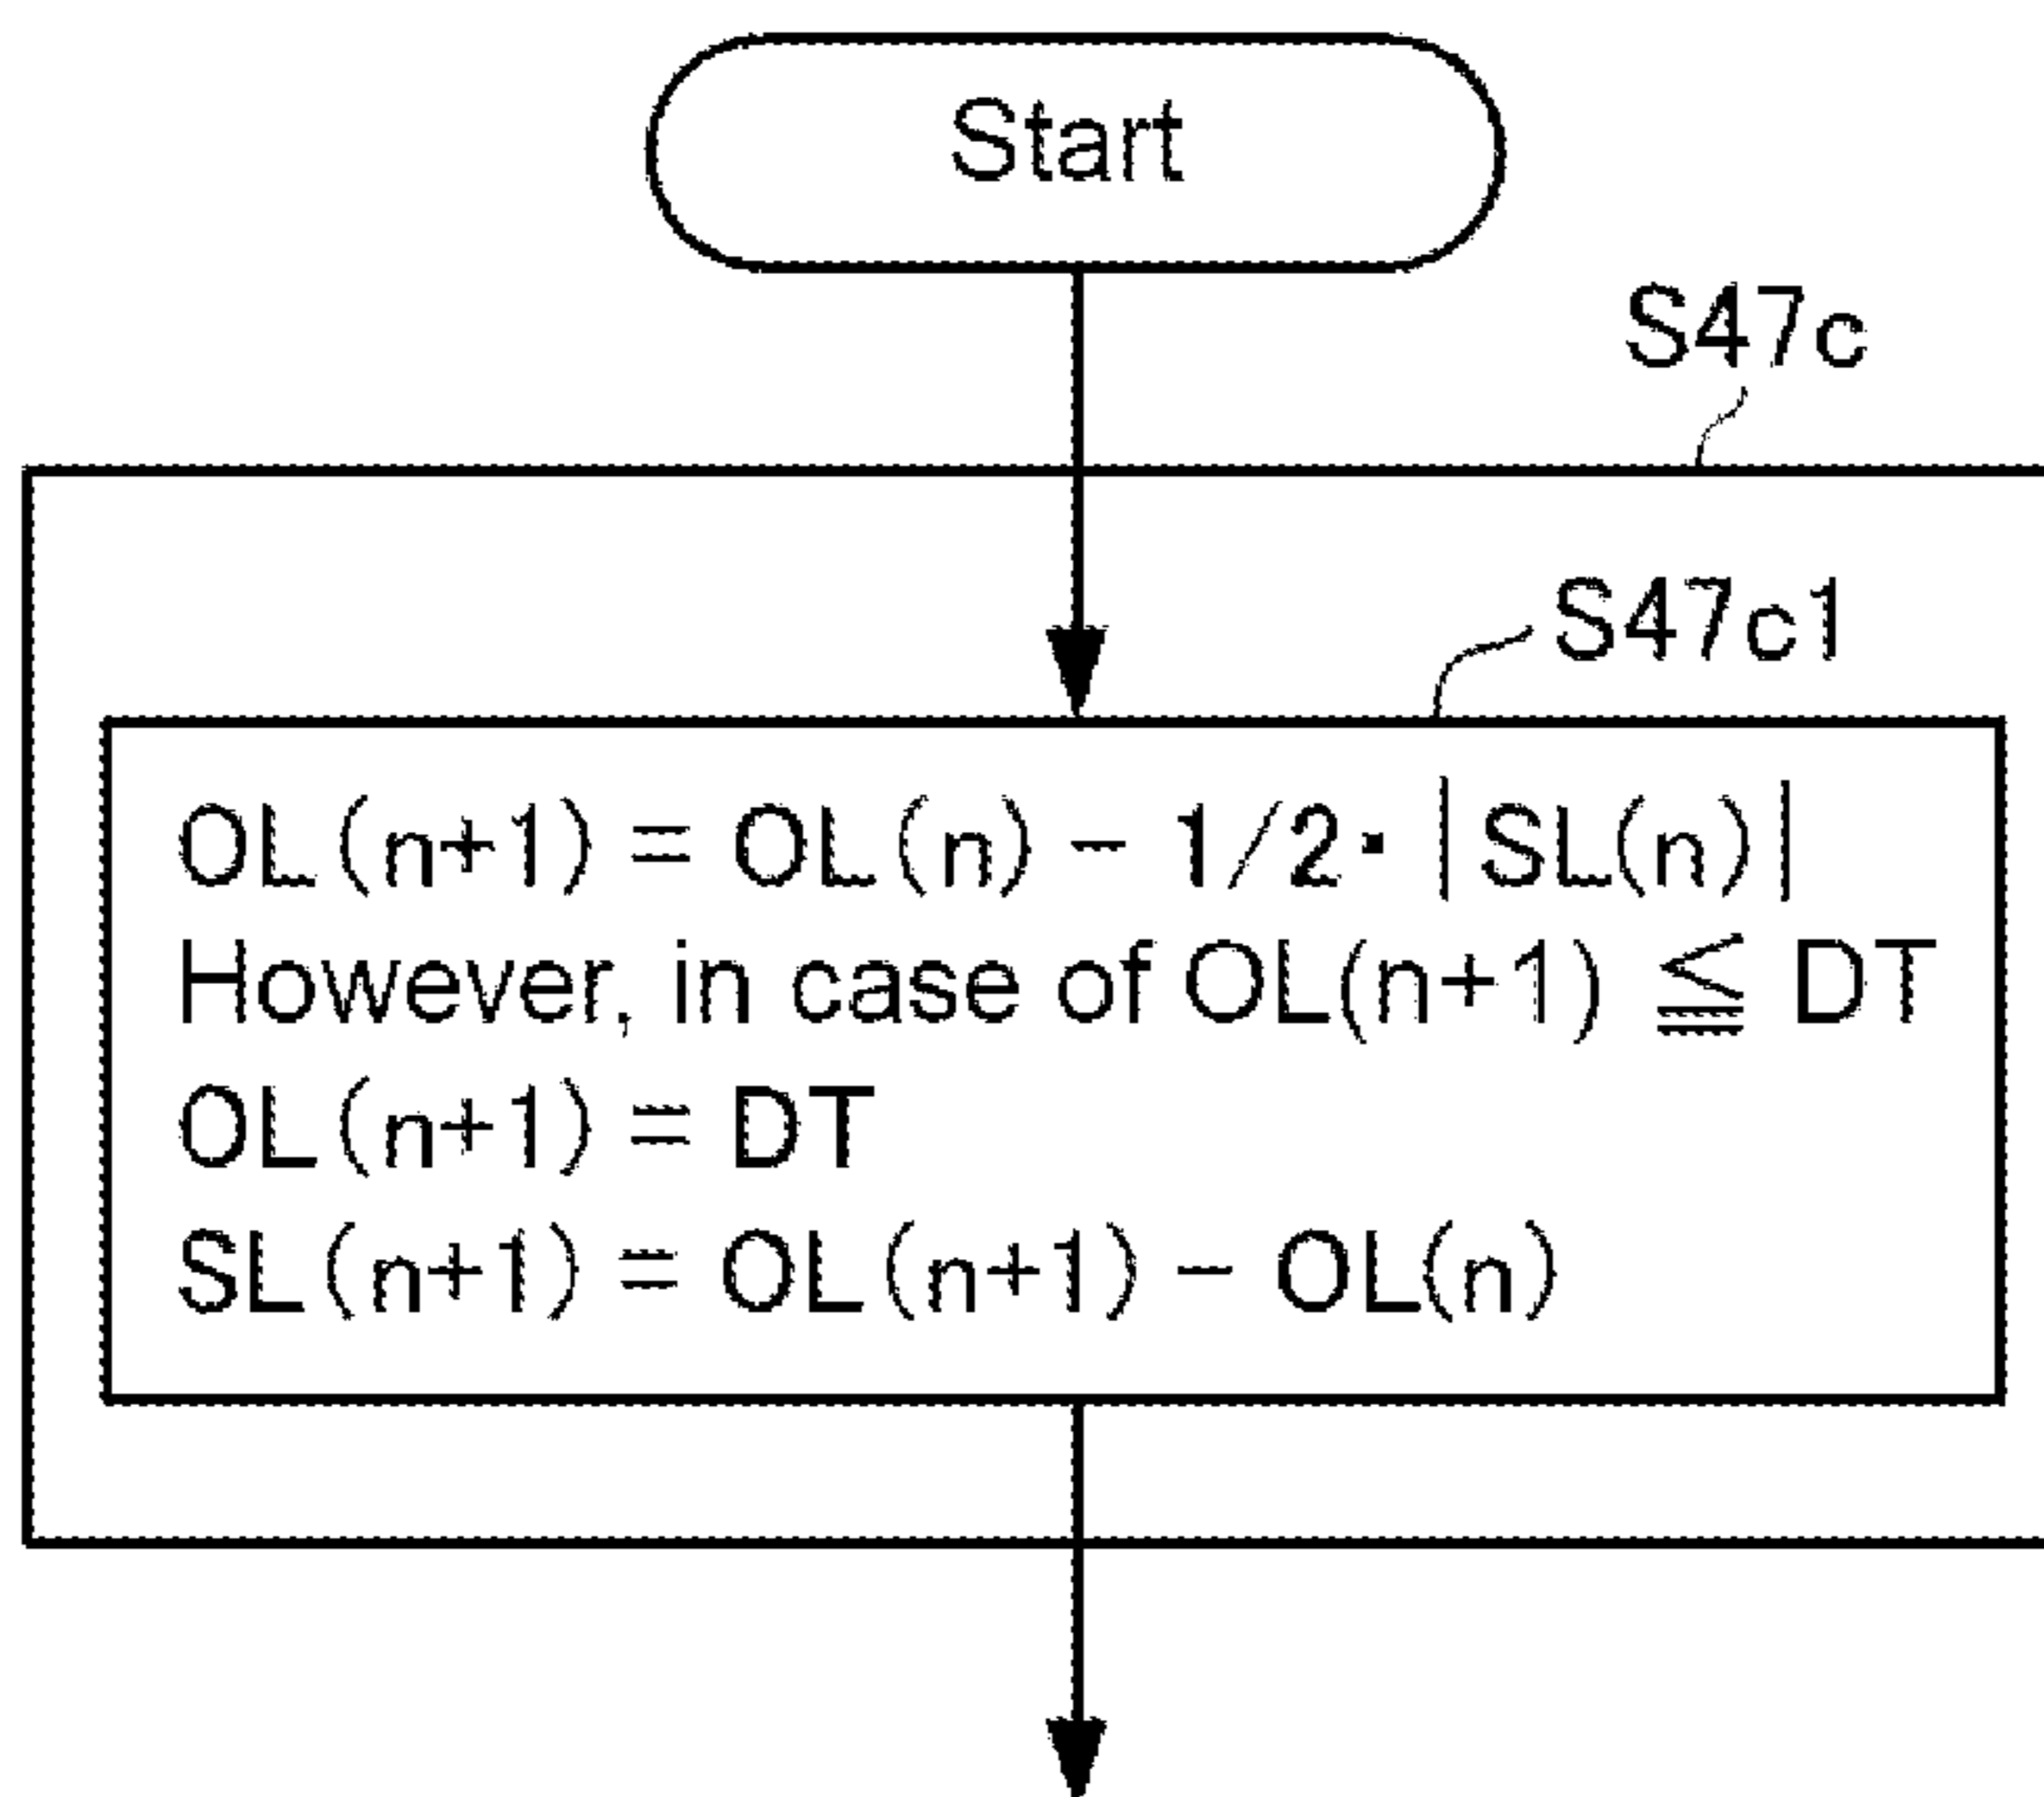 Start
S47c
S47c1
OL(n+1) = OL(n) - 1/2▪|SL(n)|
However, in case of OL(n+1) ≦ DT
OL(n+1) = DT
SL(n+1) = OL(n+1) - OL(n)